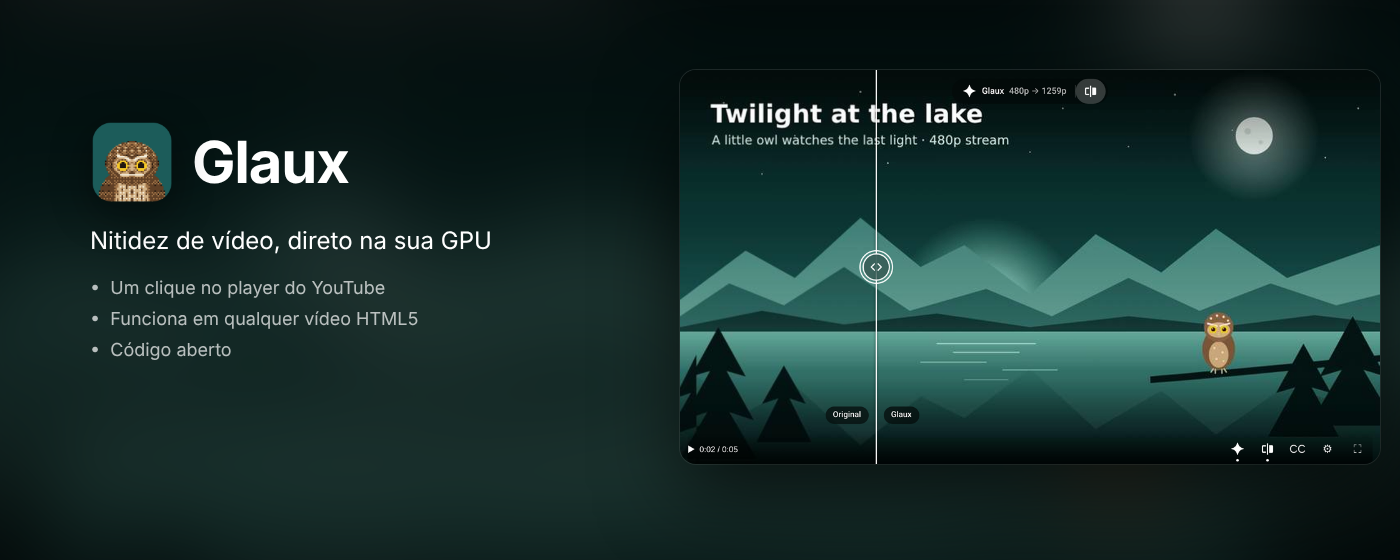 Glaux
Nitidez de vídeo, direto na sua GPU
• Um clique no player do YouTube
• Funciona em qualquer vídeo HTML5
• Código aberto
Glaux 480p → 1259p
Twilight at the lake
A little owl watches the last light · 480p stream
Original
Glaux
0:02 / 0:05
CC